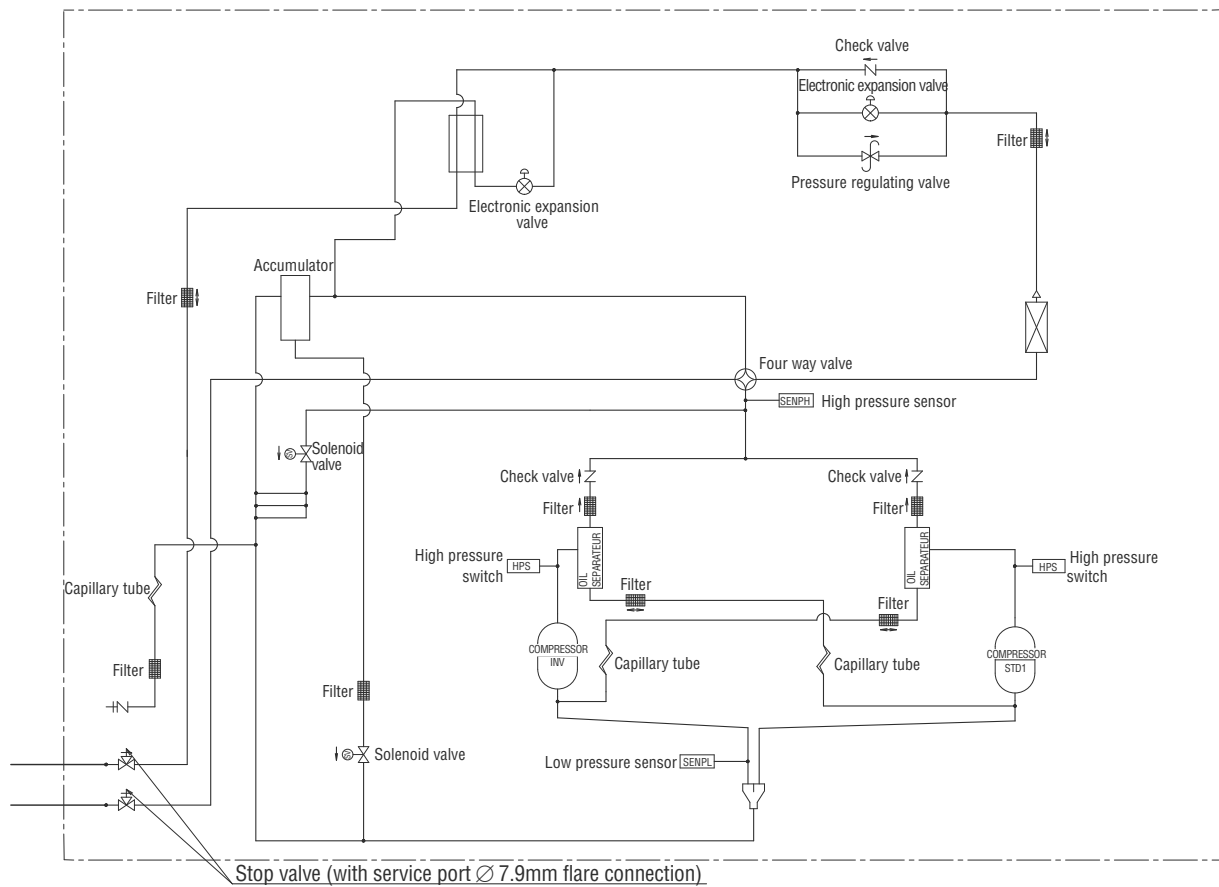 Check valve
Electronic expansion valve
Filter
Pressure regulating valve
Electronic expansion
valve
Accumulator
Filter
Four way valve
SENPH High pressure sensor
Solenoid
valve
Check valve
Check valve
Filter
Filter
OIL
SEPARATEUR
OIL
SEPARATEUR
High pressure
switch
HPS
HPS
High pressure
switch
Capillary tube
Filter
Filter
COMPRESSOR
INV
Capillary tube
Capillary tube
COMPRESSOR
STD1
Filter
Filter
Solenoid valve
Low pressure sensor SENPL
Stop valve (with service port ∅ 7.9mm flare connection)